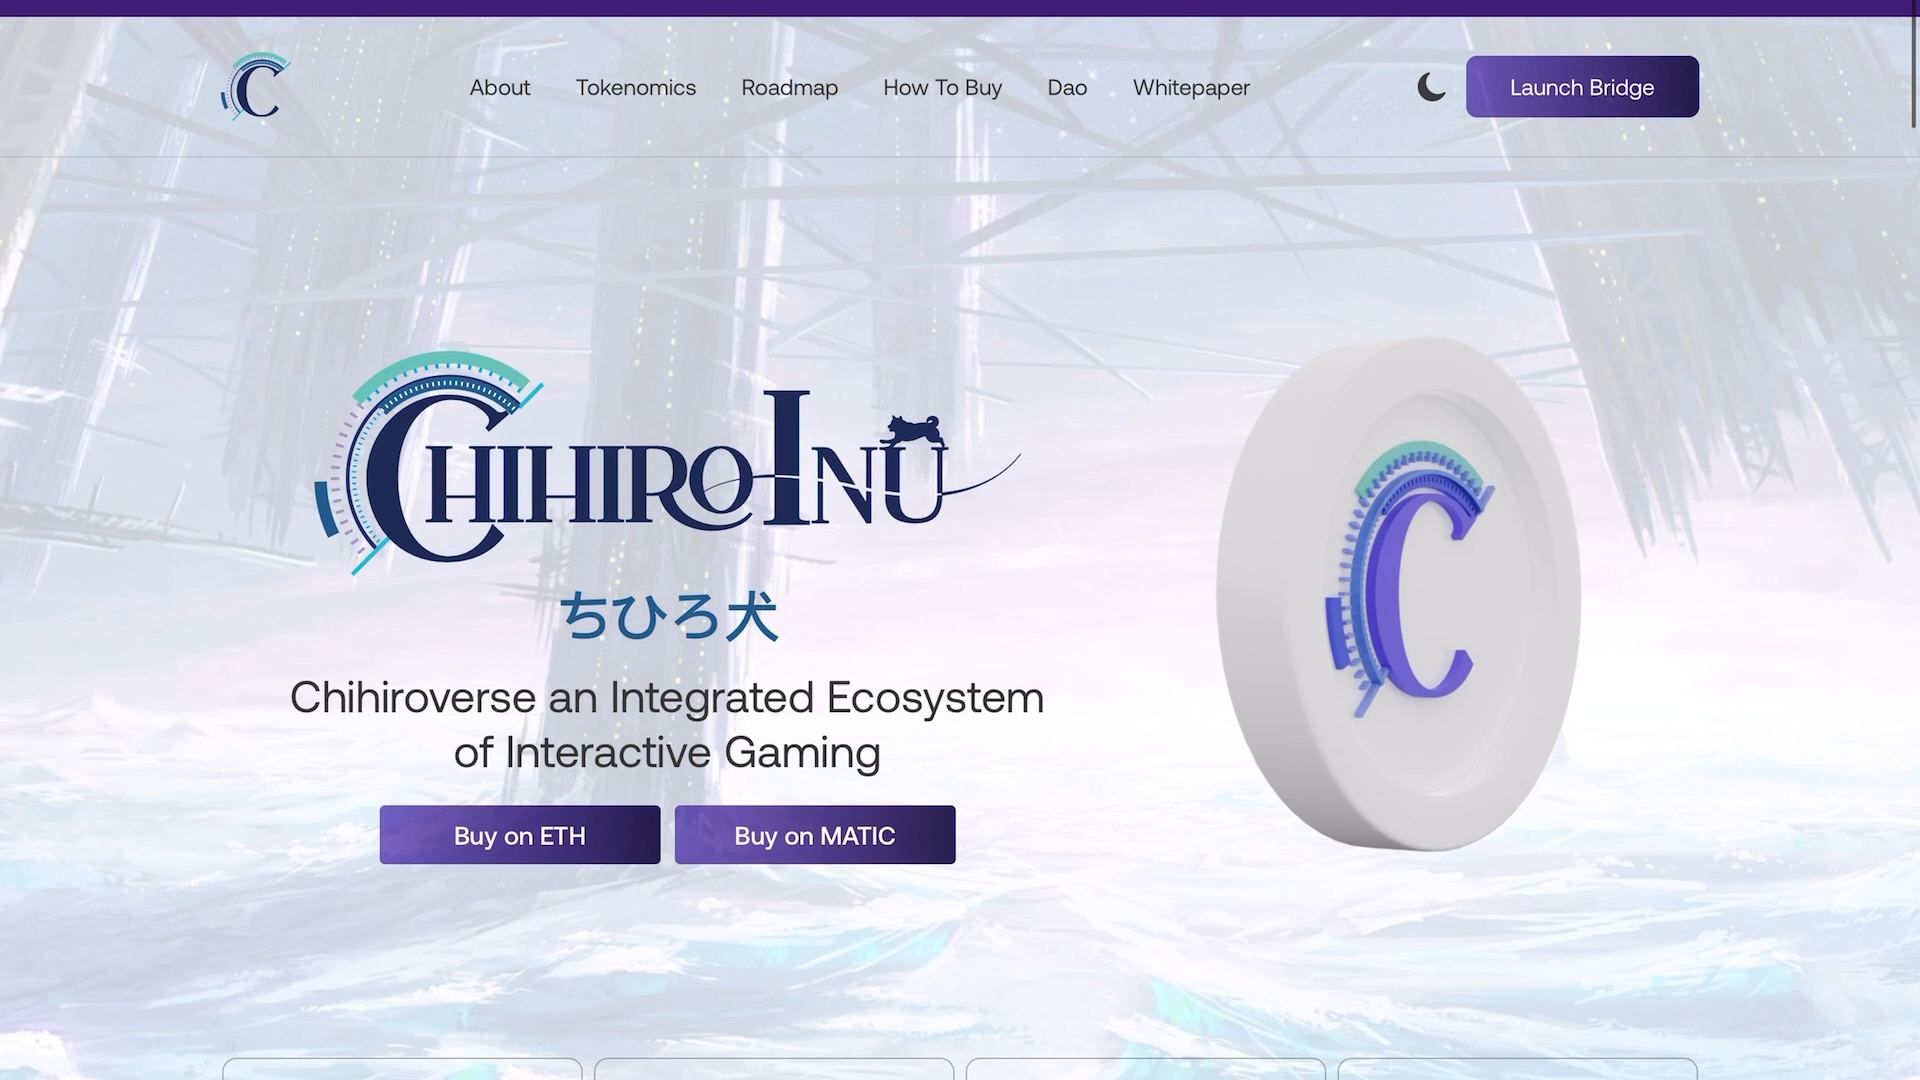 C
About
Tokenomics
Roadmap
How To Buy
Dao
Whitepaper
Launch Bridge
CHIHIRO INU
ちひろ犬
Chihiroverse an Integrated Ecosystem
of Interactive Gaming
Buy on ETH
Buy on MATIC
C